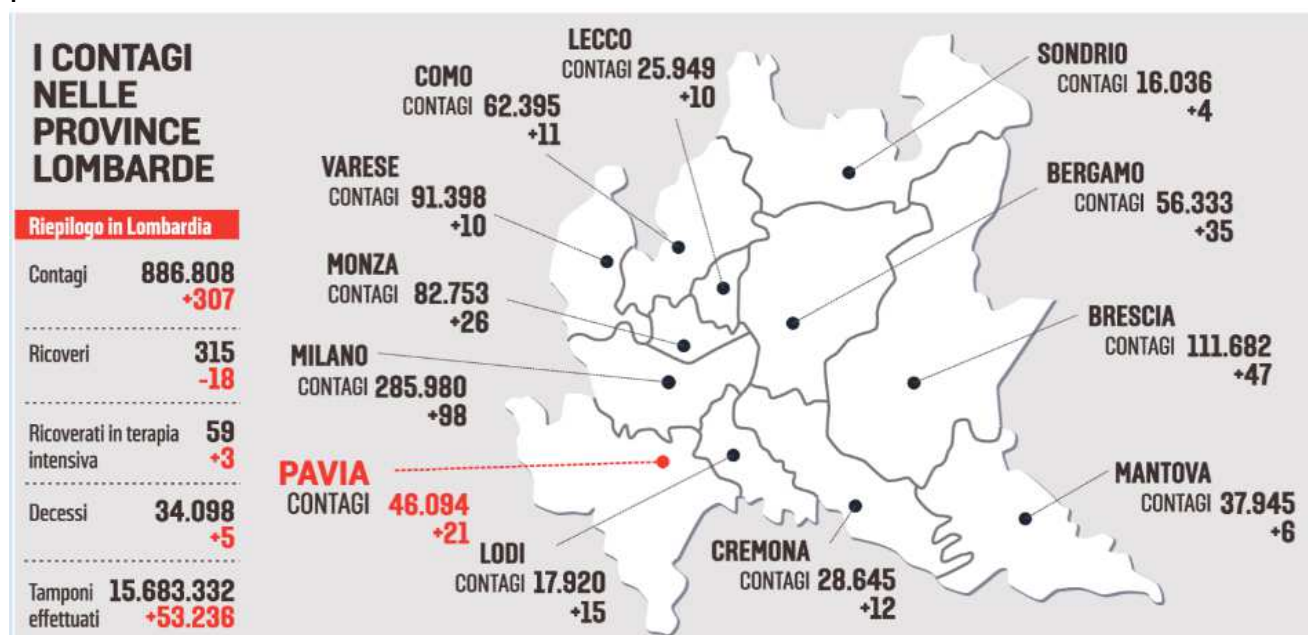 I CONTAGI
NELLE
PROVINCE
LOMBARDE
Riepilogo in Lombardia
Contagi 886.808
+307
Ricoveri 315
-18
Ricoverati in terapia intensiva 59
+3
Decessi 34.098
+5
Tamponi effettuati 15.683.332
+53.236
LECCO
CONTAGI 25.949
+10
COMO
CONTAGI 62.395
+11
VARESE
CONTAGI 91.398
+10
MONZA
CONTAGI 82.753
+26
MILANO
CONTAGI 285.980
+98
PAVIA
CONTAGI 46.094
+21
LODI
CONTAGI 17.920
+15
CREMONA
CONTAGI 28.645
+12
SONDRIO
CONTAGI 16.036
+4
BERGAMO
CONTAGI 56.333
+35
BRESCIA
CONTAGI 111.682
+47
MANTOVA
CONTAGI 37.945
+6